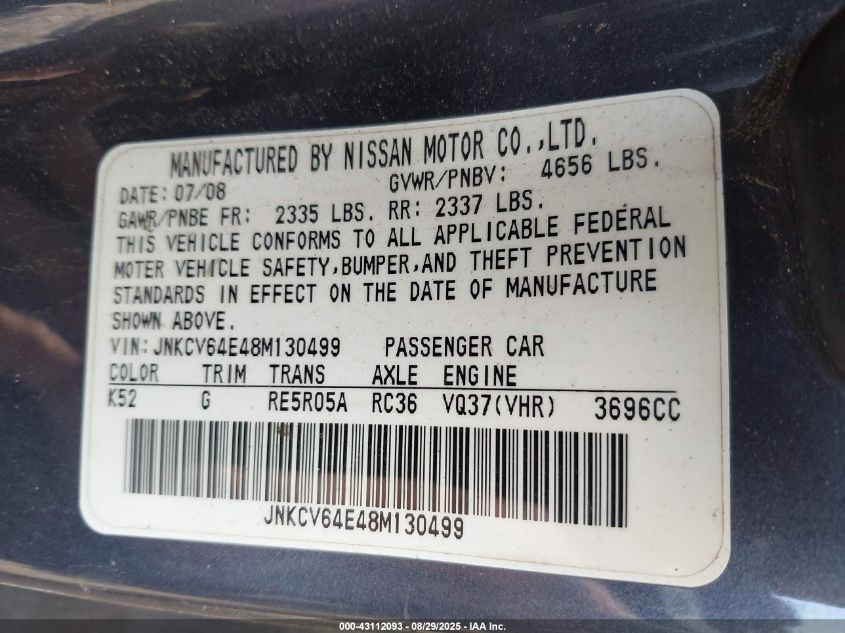 MANUFACTURED BY NISSAN MOTOR CO.,LTD.
DATE: 07/08 GVWR/PNBV: 4656 LBS.
GAWR/PNBE FR: 2335 LBS. RR: 2337 LBS.
THIS VEHICLE CONFORMS TO ALL APPLICABLE FEDERAL
MOTER VEHICLE SAFETY,BUMPER,AND THEFT PREVENTION
STANDARDS IN EFFECT ON THE DATE OF MANUFACTURE
SHOWN ABOVE.
VIN: JNKCV64E48M130499 PASSENGER CAR
COLOR TRIM TRANS AXLE ENGINE
K52 G RE5R05A RC36 VQ37(VHR) 3696CC
JNKCV64E48M130499
000-43112093 - 08/29/2025 - IAA Inc.